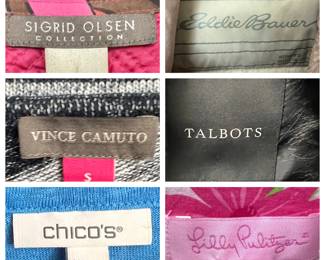 SIGRID OLSEN
COLLECTION
Eddie Bauer
VINCE CAMUTO
S
TALBOTS
chico's®
Lilly Pulitzer®